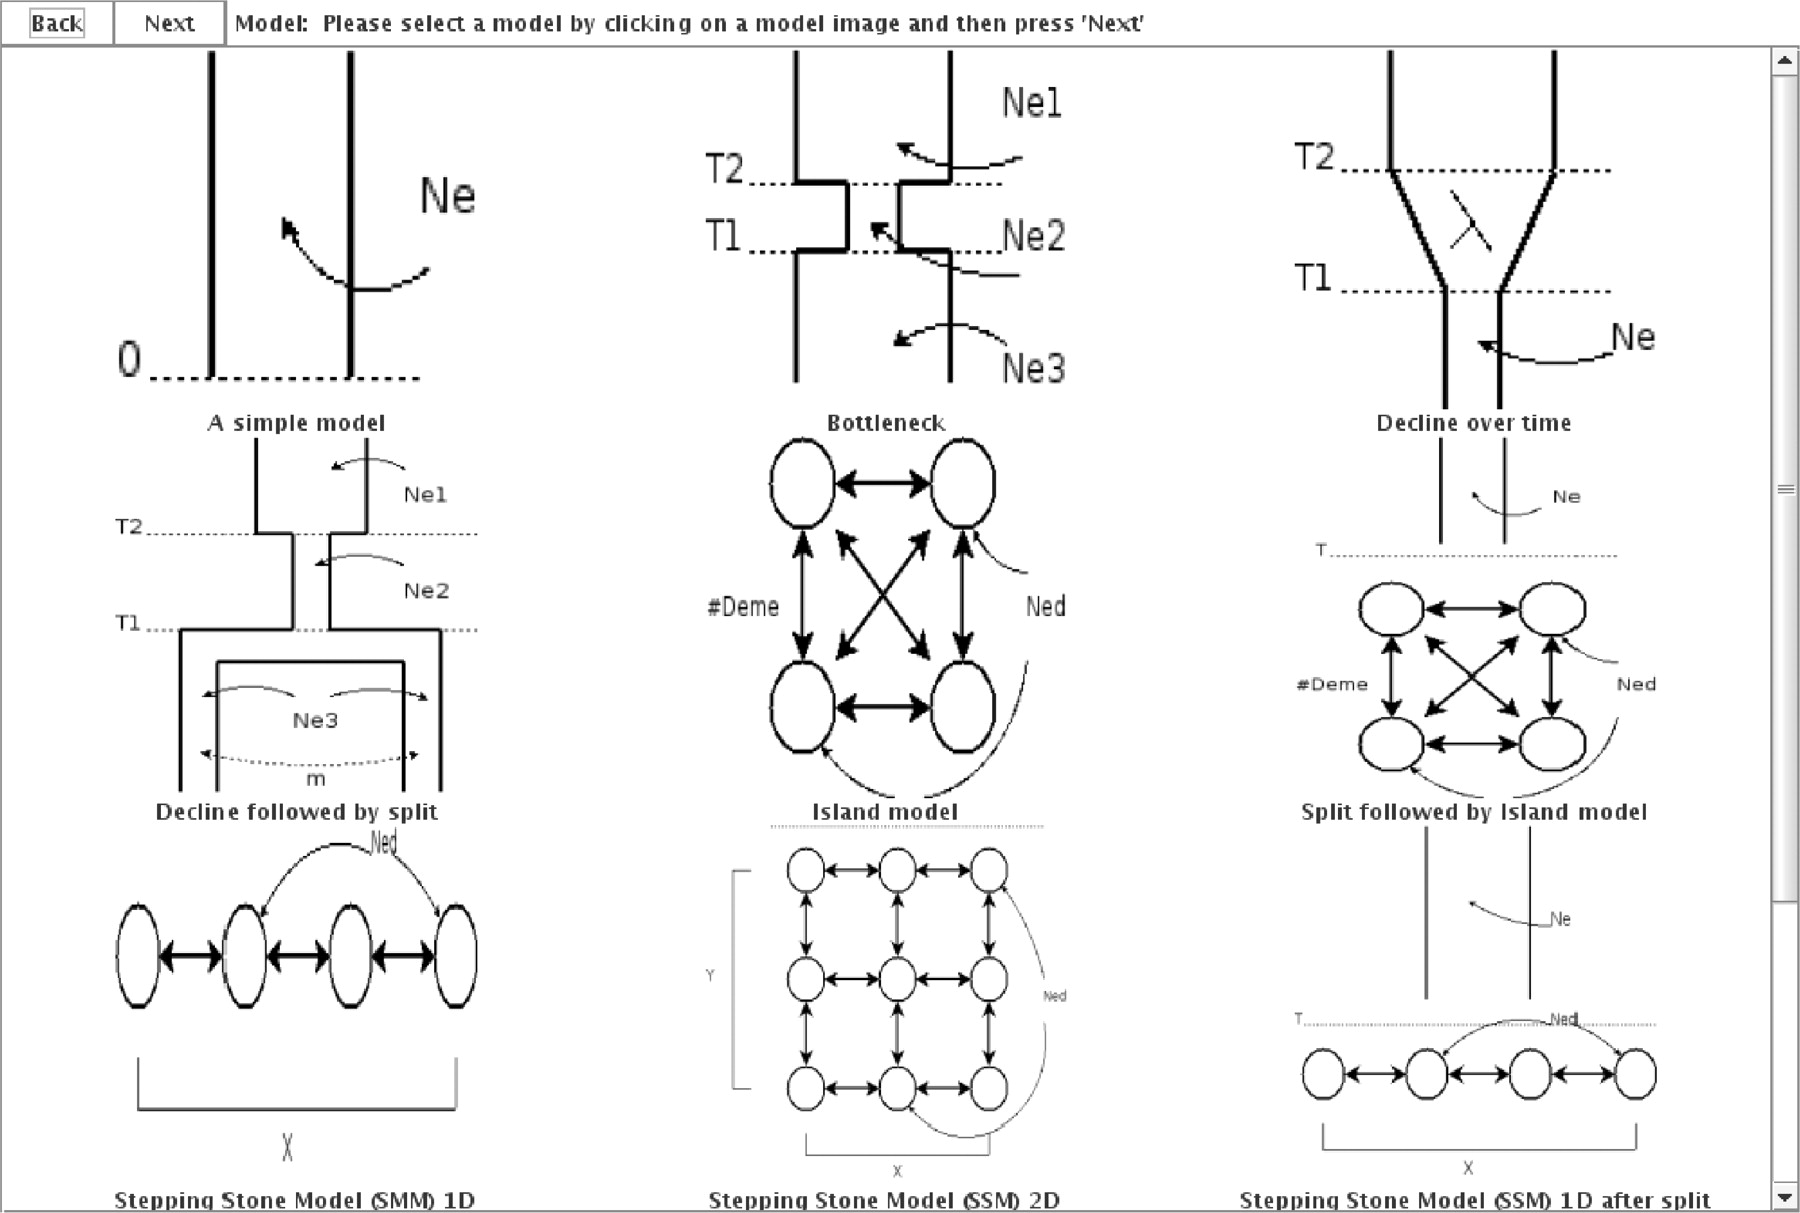 Back Next Model: Please select a model by clicking on a model image and then press 'Next'
Ne
0
A simple model
Ne1
T2
T1
Ne2
Ne3
Bottleneck
T2
T1
Ne
Decline over time
Ne1
T2
Ne2
T1
Ne3
m
Decline followed by split
#Deme
Ned
Island model
Ne
T
#Deme
Ned
Split followed by Island model
Ned
X
Stepping Stone Model (SMM) 1D
Y
Ned
X
Stepping Stone Model (SSM) 2D
Ne
T
Ned
X
Stepping Stone Model (SSM) 1D after split